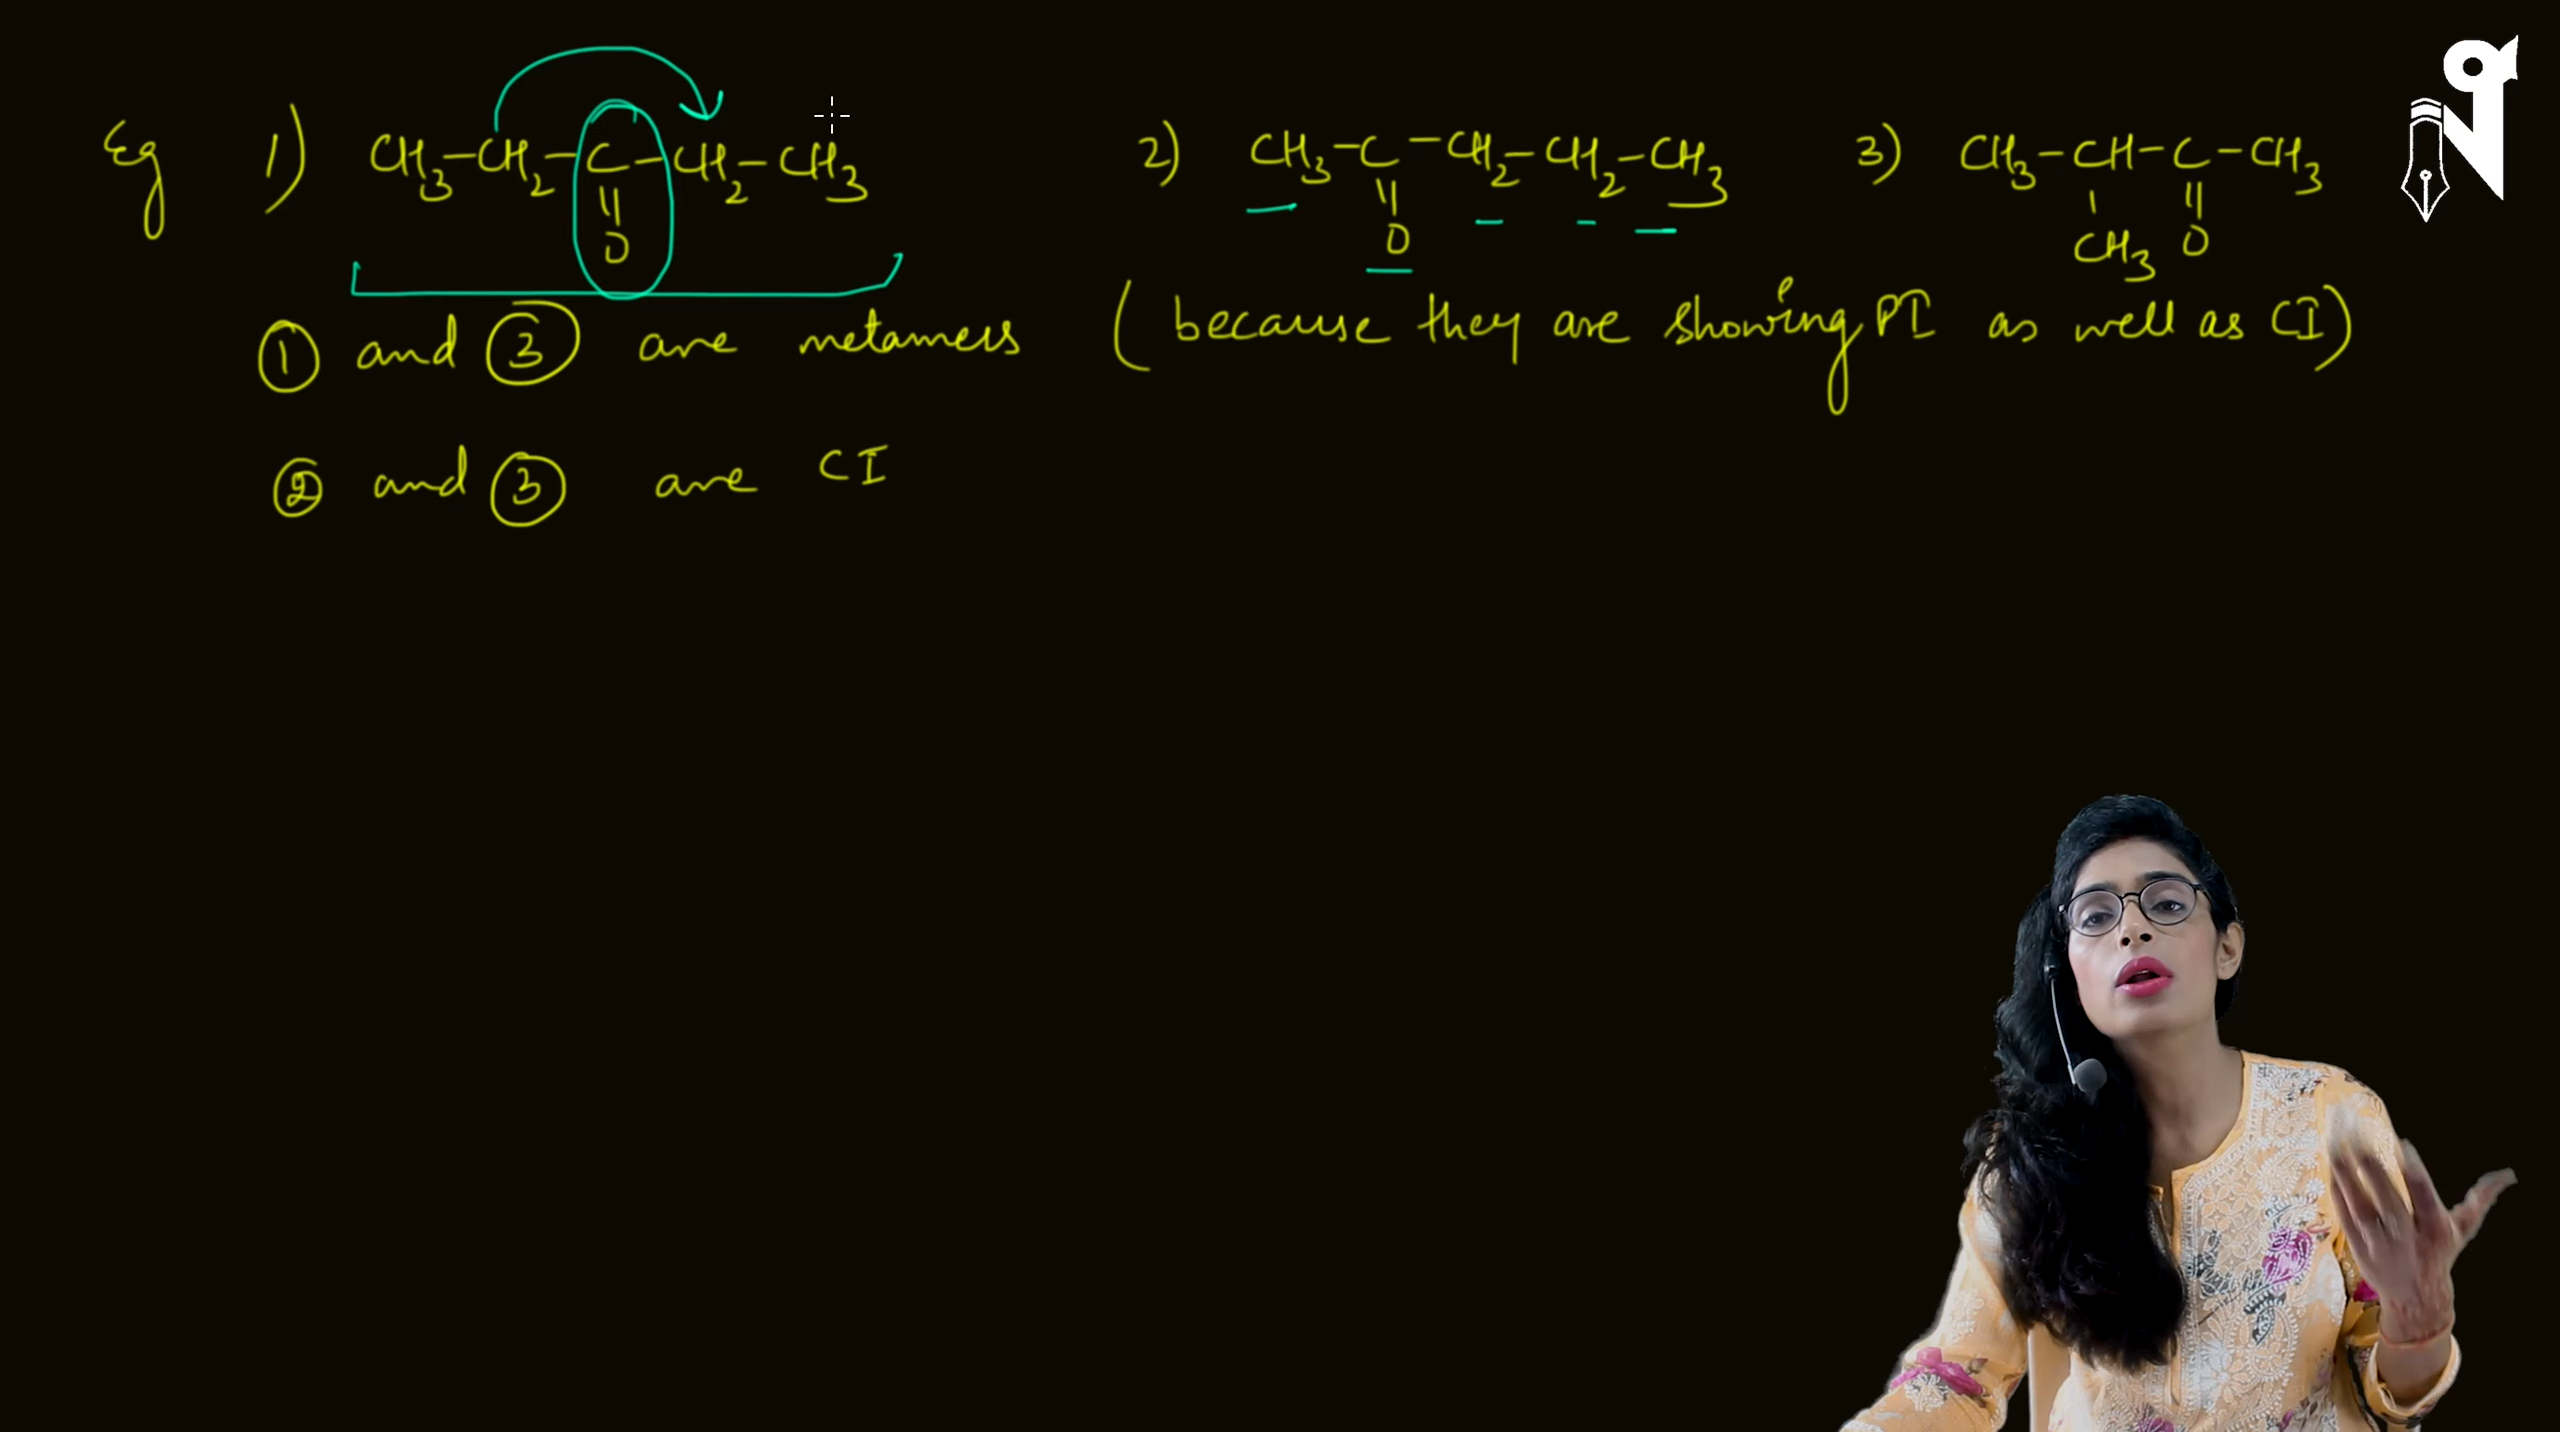 Eg 1) CH3-CH2-C-CH2-CH3 2) CH3-C-CH2-CH2-CH3 3) CH3-CH-C-CH3
O O CH3 O
① and ③ are metamers (because they are showing PI as well as CI)
② and ③ are CI